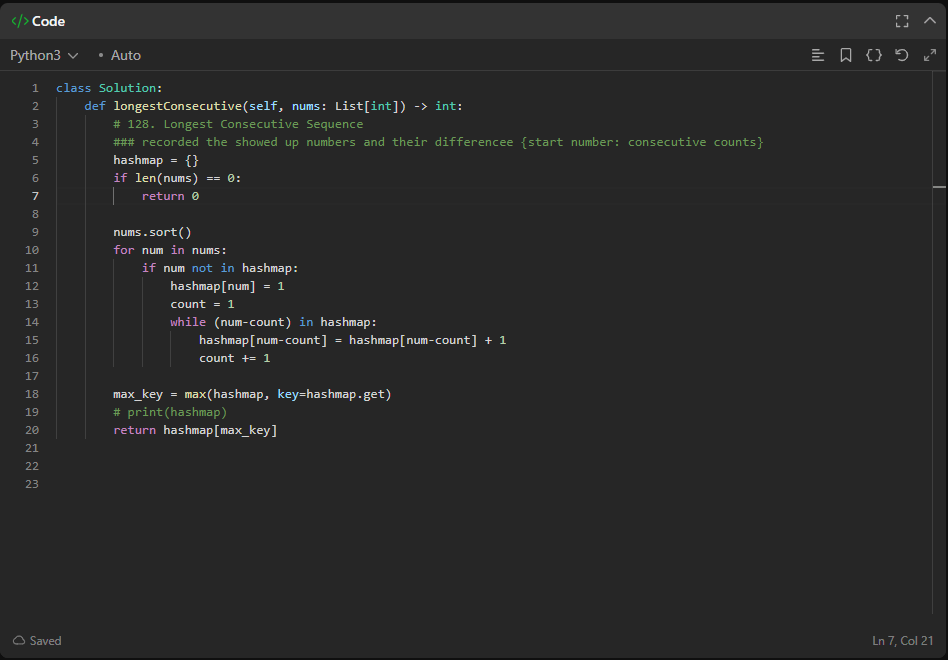 </> Code
Python3 • Auto
1 class Solution:
2     def longestConsecutive(self, nums: List[int]) -> int:
3         # 128. Longest Consecutive Sequence
4         ### recorded the showed up numbers and their differencee {start number: consecutive counts}
5         hashmap = {}
6         if len(nums) == 0:
7             return 0
8
9         nums.sort()
10         for num in nums:
11             if num not in hashmap:
12                 hashmap[num] = 1
13                 count = 1
14                 while (num-count) in hashmap:
15                     hashmap[num-count] = hashmap[num-count] + 1
16                     count += 1
17
18         max_key = max(hashmap, key=hashmap.get)
19         # print(hashmap)
20         return hashmap[max_key]
21
22
23
Saved Ln 7, Col 21